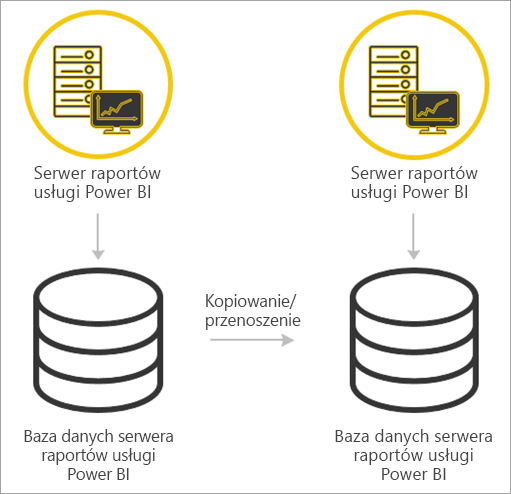 Serwer raportów
usługi Power BI
Serwer raportów
usługi Power BI
Kopiowanie/
przenoszenie
Baza danych serwera
raportów usługi
Power BI
Baza danych serwera
raportów usługi
Power BI